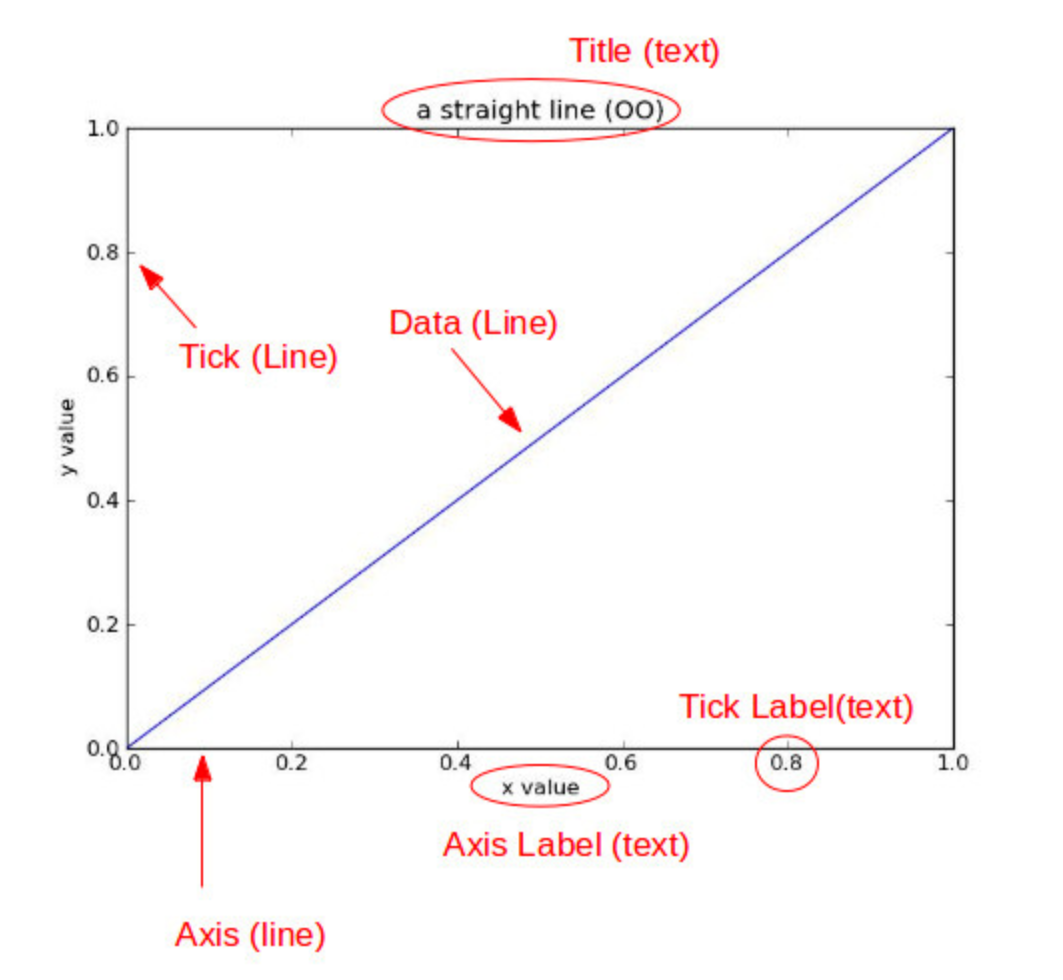 Title (text)
a straight line (OO)
1.0
0.8
Tick (Line)
Data (Line)
0.6
y value
0.4
0.2
Tick Label(text)
0.0
0.0 0.2 0.4 0.6 0.8 1.0
x value
Axis Label (text)
Axis (line)